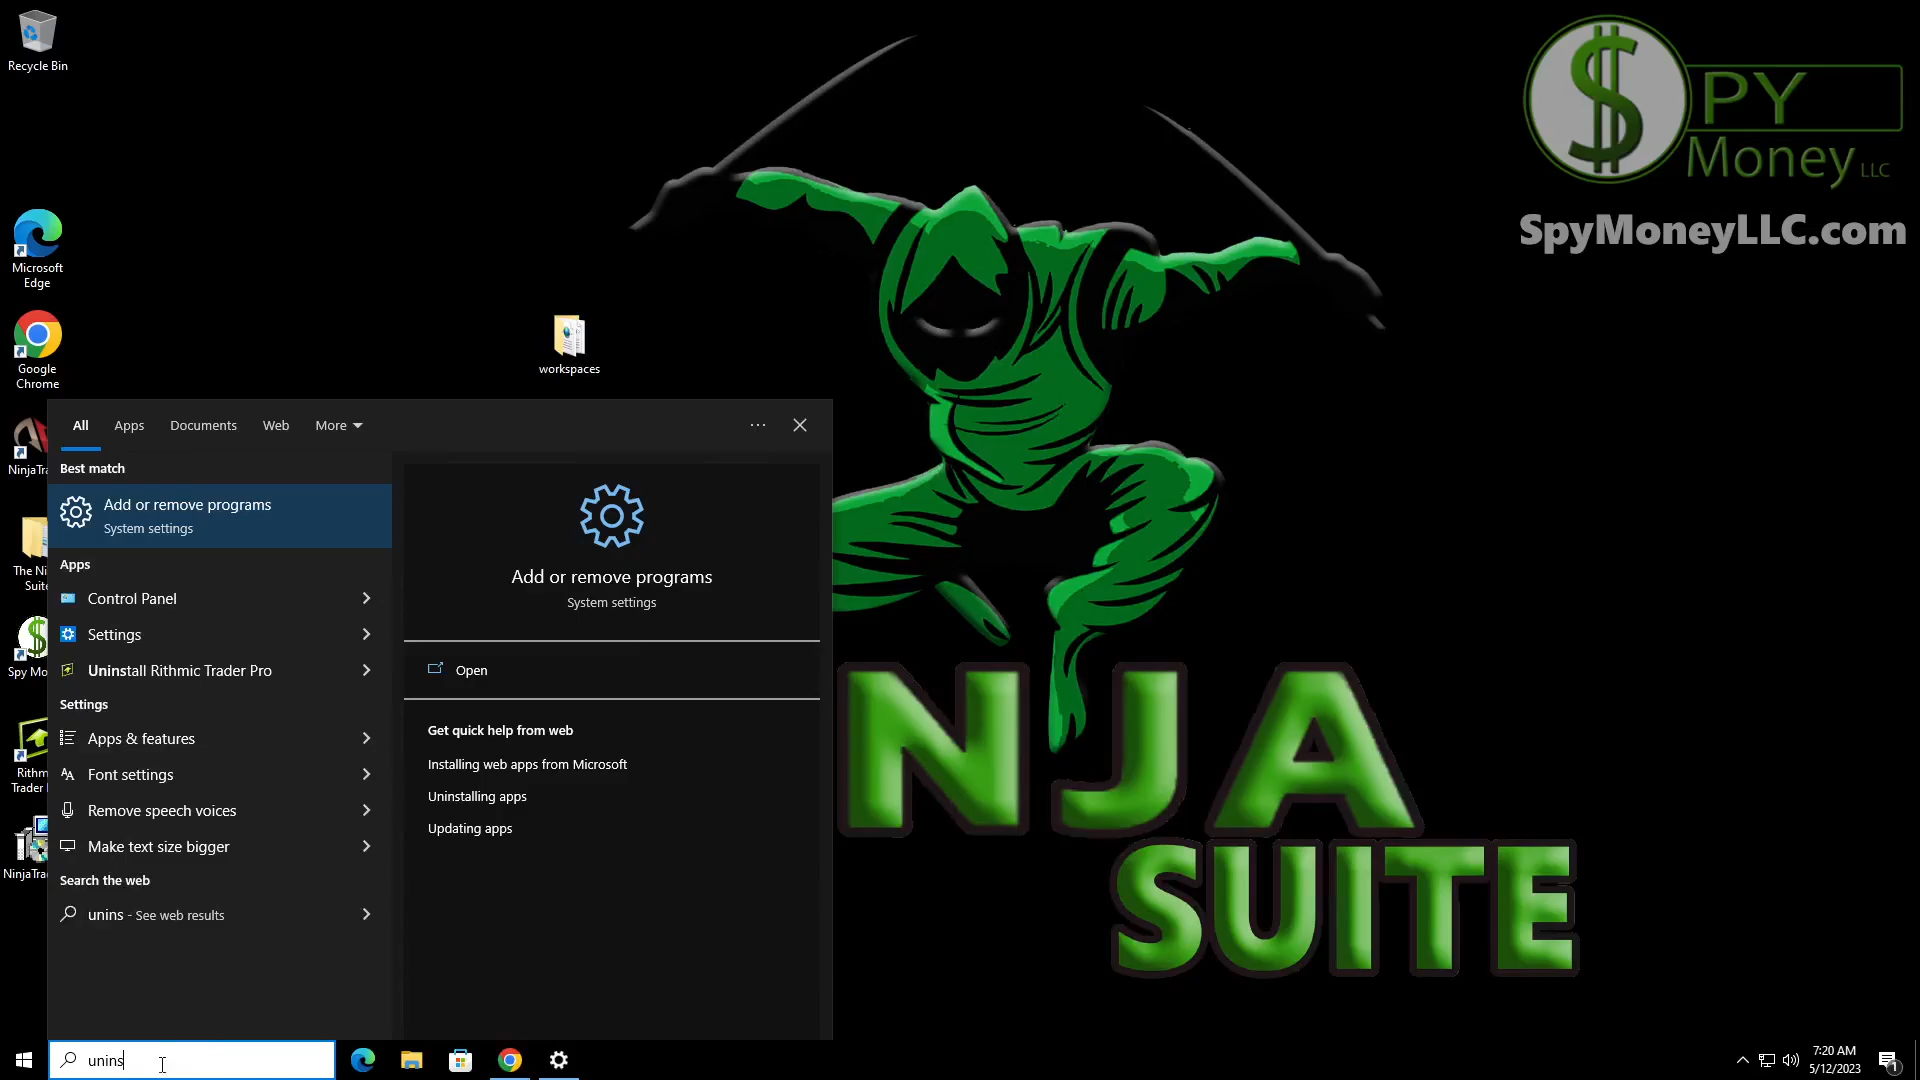 Recycle Bin
PY
Money LLC
SpyMoneyLLC.com
Microsoft
Edge
Google
Chrome
workspaces
NinjaTra
The Ni
Suite
Spy Mo
Rithm
Trader
NinjaTra
All
Apps
Documents
Web
More
Best match
Add or remove programs
System settings
Apps
Control Panel
Settings
Uninstall Rithmic Trader Pro
Settings
Apps & features
Font settings
Remove speech voices
Make text size bigger
Search the web
unins - See web results
Add or remove programs
System settings
Open
Get quick help from web
Installing web apps from Microsoft
Uninstalling apps
Updating apps
NJA
SUITE
unins
7:20 AM
5/12/2023
1